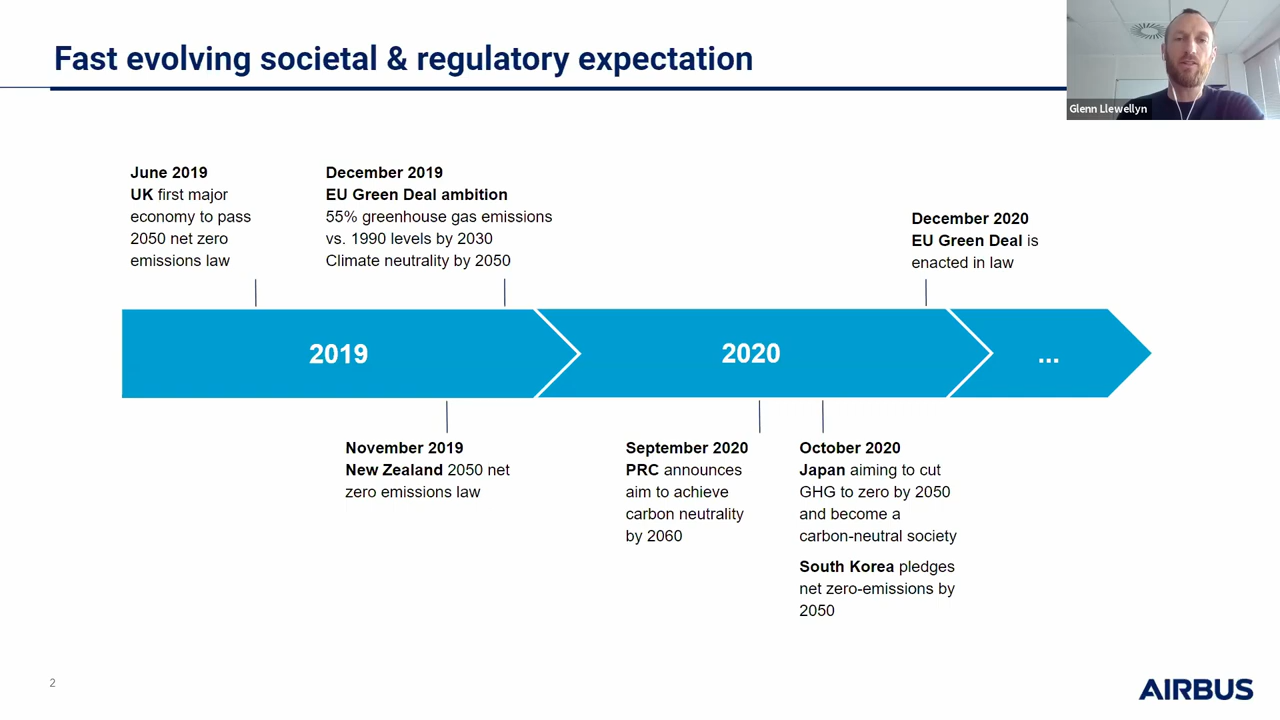 Fast evolving societal & regulatory expectation
Glenn Llewellyn
June 2019
UK first major
economy to pass
2050 net zero
emissions law
December 2019
EU Green Deal ambition
55% greenhouse gas emissions
vs. 1990 levels by 2030
Climate neutrality by 2050
December 2020
EU Green Deal is
enacted in law
2019
2020
...
November 2019
New Zealand 2050 net
zero emissions law
September 2020
PRC announces
aim to achieve
carbon neutrality
by 2060
October 2020
Japan aiming to cut
GHG to zero by 2050
and become a
carbon-neutral society
South Korea pledges
net zero-emissions by
2050
2
AIRBUS